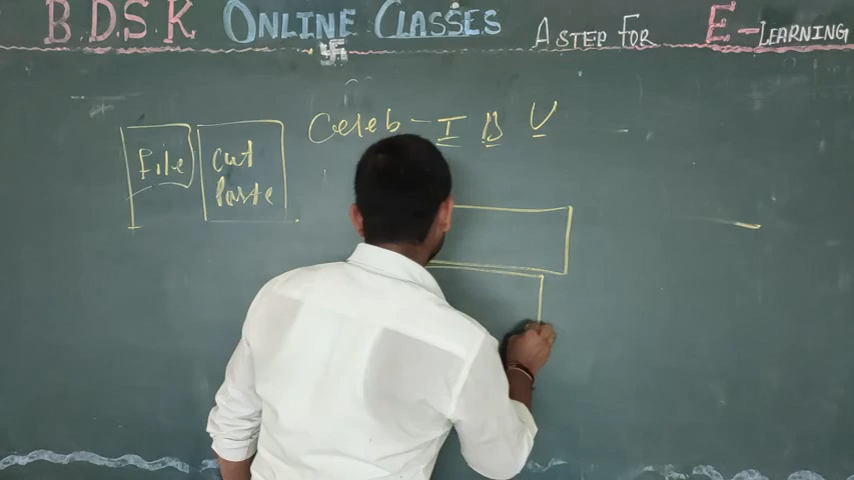 B.D.S.K ONLINE CLASSES A STEP FOR E-LEARNING
File Cut Celeb - I B U
Paste